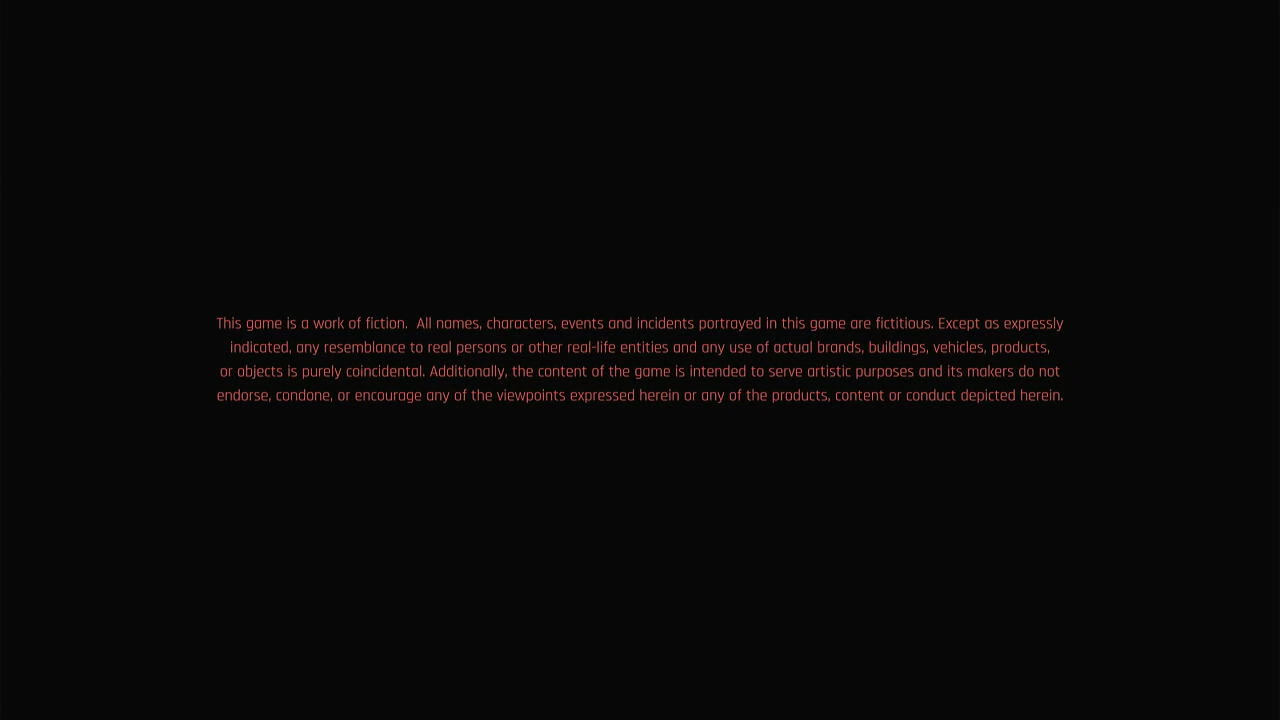 This game is a work of fiction.  All names, characters, events and incidents portrayed in this game are fictitious. Except as expressly
indicated, any resemblance to real persons or other real-life entities and any use of actual brands, buildings, vehicles, products,
or objects is purely coincidental. Additionally, the content of the game is intended to serve artistic purposes and its makers do not
endorse, condone, or encourage any of the viewpoints expressed herein or any of the products, content or conduct depicted herein.